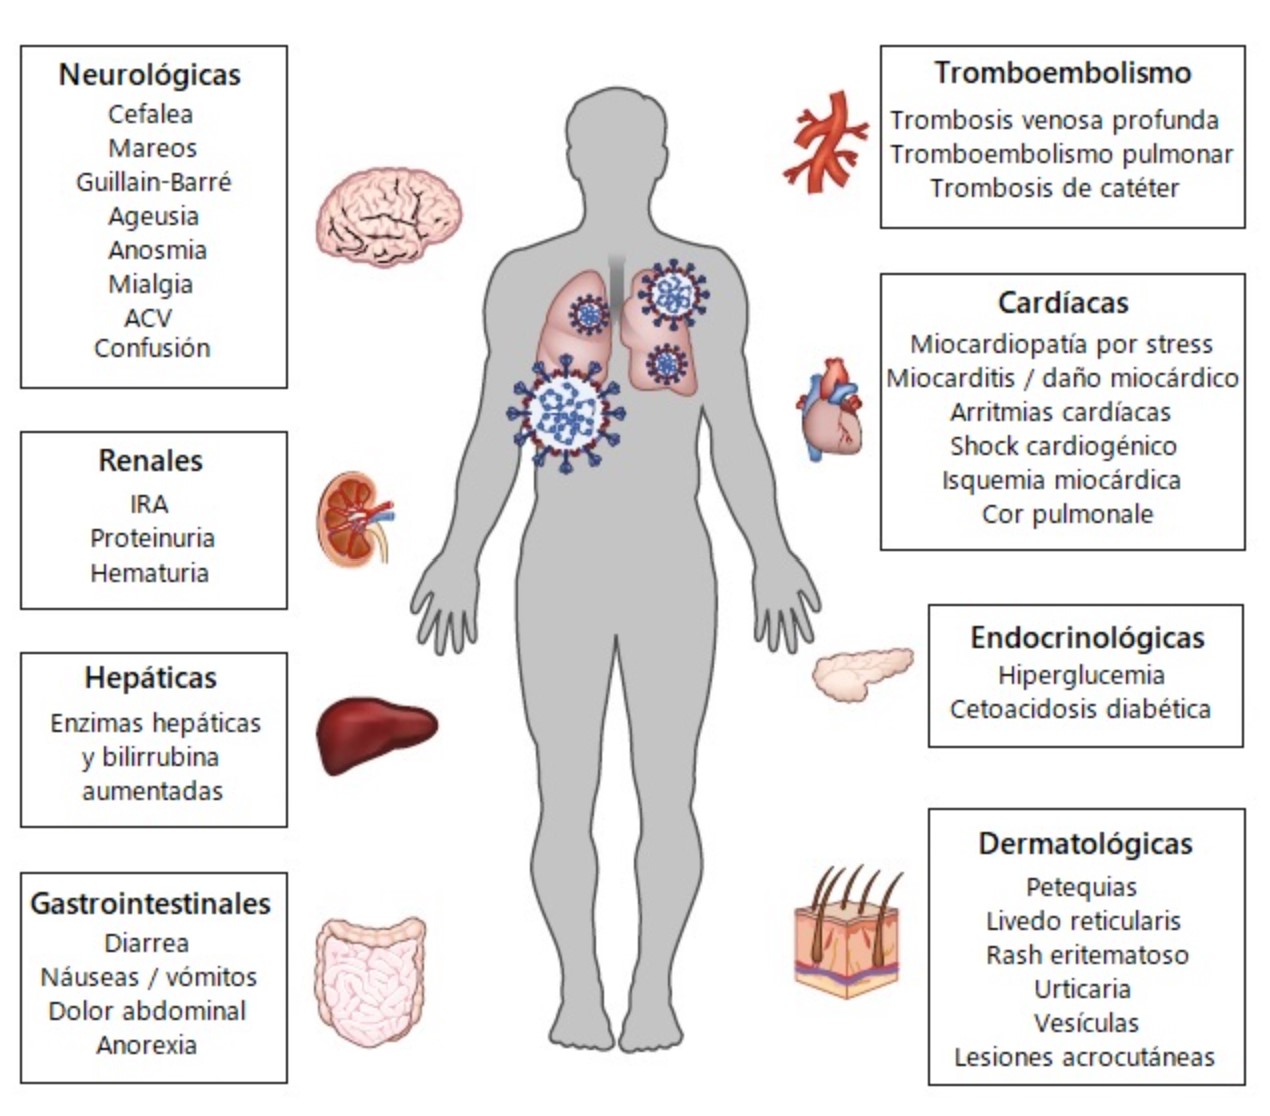 Neurológicas
Cefalea
Mareos
Guillain-Barré
Ageusia
Anosmia
Mialgia
ACV
Confusión
Renales
IRA
Proteinuria
Hematuria
Hepáticas
Enzimas hepáticas
y bilirrubina
aumentadas
Gastrointestinales
Diarrea
Náuseas / vómitos
Dolor abdominal
Anorexia
Tromboembolismo
Trombosis venosa profunda
Tromboembolismo pulmonar
Trombosis de catéter
Cardíacas
Miocardiopatía por stress
Miocarditis / daño miocárdico
Arritmias cardíacas
Shock cardiogénico
Isquemia miocárdica
Cor pulmonale
Endocrinológicas
Hiperglucemia
Cetoacidosis diabética
Dermatológicas
Petequias
Livedo reticularis
Rash eritematoso
Urticaria
Vesículas
Lesiones acrocutáneas